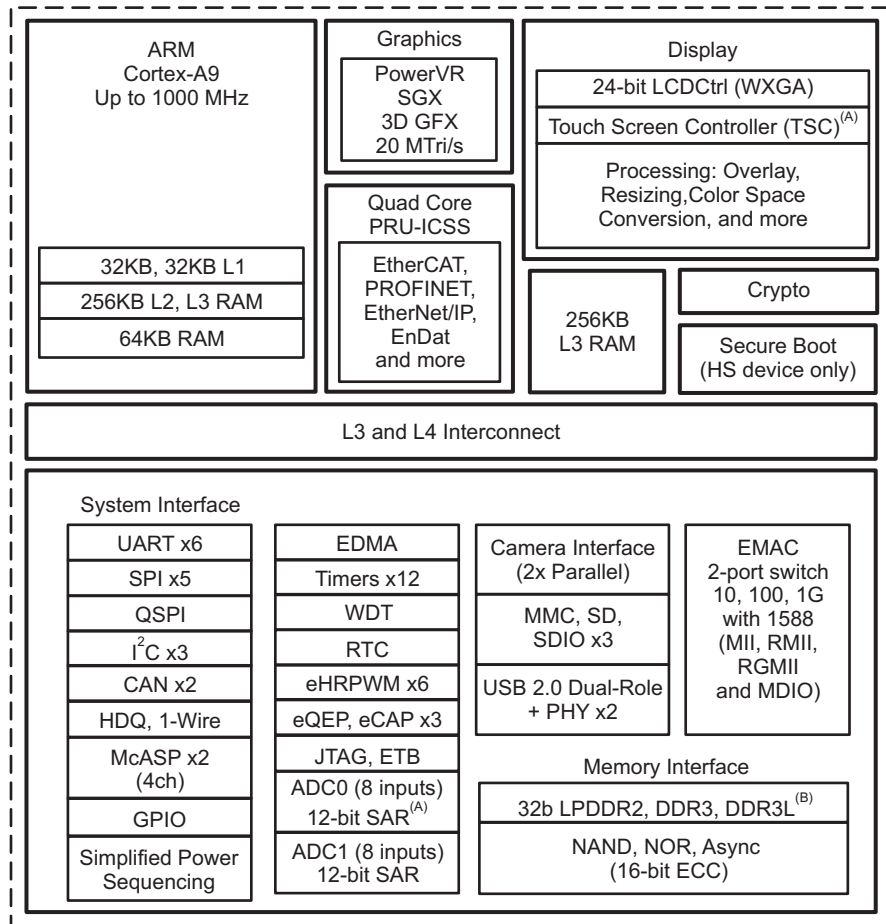 ARM
Cortex-A9
Up to 1000 MHz
32KB, 32KB L1
256KB L2, L3 RAM
64KB RAM
Graphics
PowerVR
SGX
3D GFX
20 MTri/s
Quad Core
PRU-ICSS
EtherCAT,
PROFINET,
EtherNet/IP,
EnDat
and more
Display
24-bit LCDCtrl (WXGA)
Touch Screen Controller (TSC)(A)
Processing: Overlay,
Resizing,Color Space
Conversion, and more
256KB
L3 RAM
Crypto
Secure Boot
(HS device only)
L3 and L4 Interconnect
System Interface
UART x6
SPI x5
QSPI
I2C x3
CAN x2
HDQ, 1-Wire
McASP x2
(4ch)
GPIO
Simplified Power
Sequencing
EDMA
Timers x12
WDT
RTC
eHRPWM x6
eQEP, eCAP x3
JTAG, ETB
ADC0 (8 inputs)
12-bit SAR(A)
ADC1 (8 inputs)
12-bit SAR
Camera Interface
(2x Parallel)
MMC, SD,
SDIO x3
USB 2.0 Dual-Role
+ PHY x2
EMAC
2-port switch
10, 100, 1G
with 1588
(MII, RMII,
RGMII
and MDIO)
Memory Interface
32b LPDDR2, DDR3, DDR3L(B)
NAND, NOR, Async
(16-bit ECC)